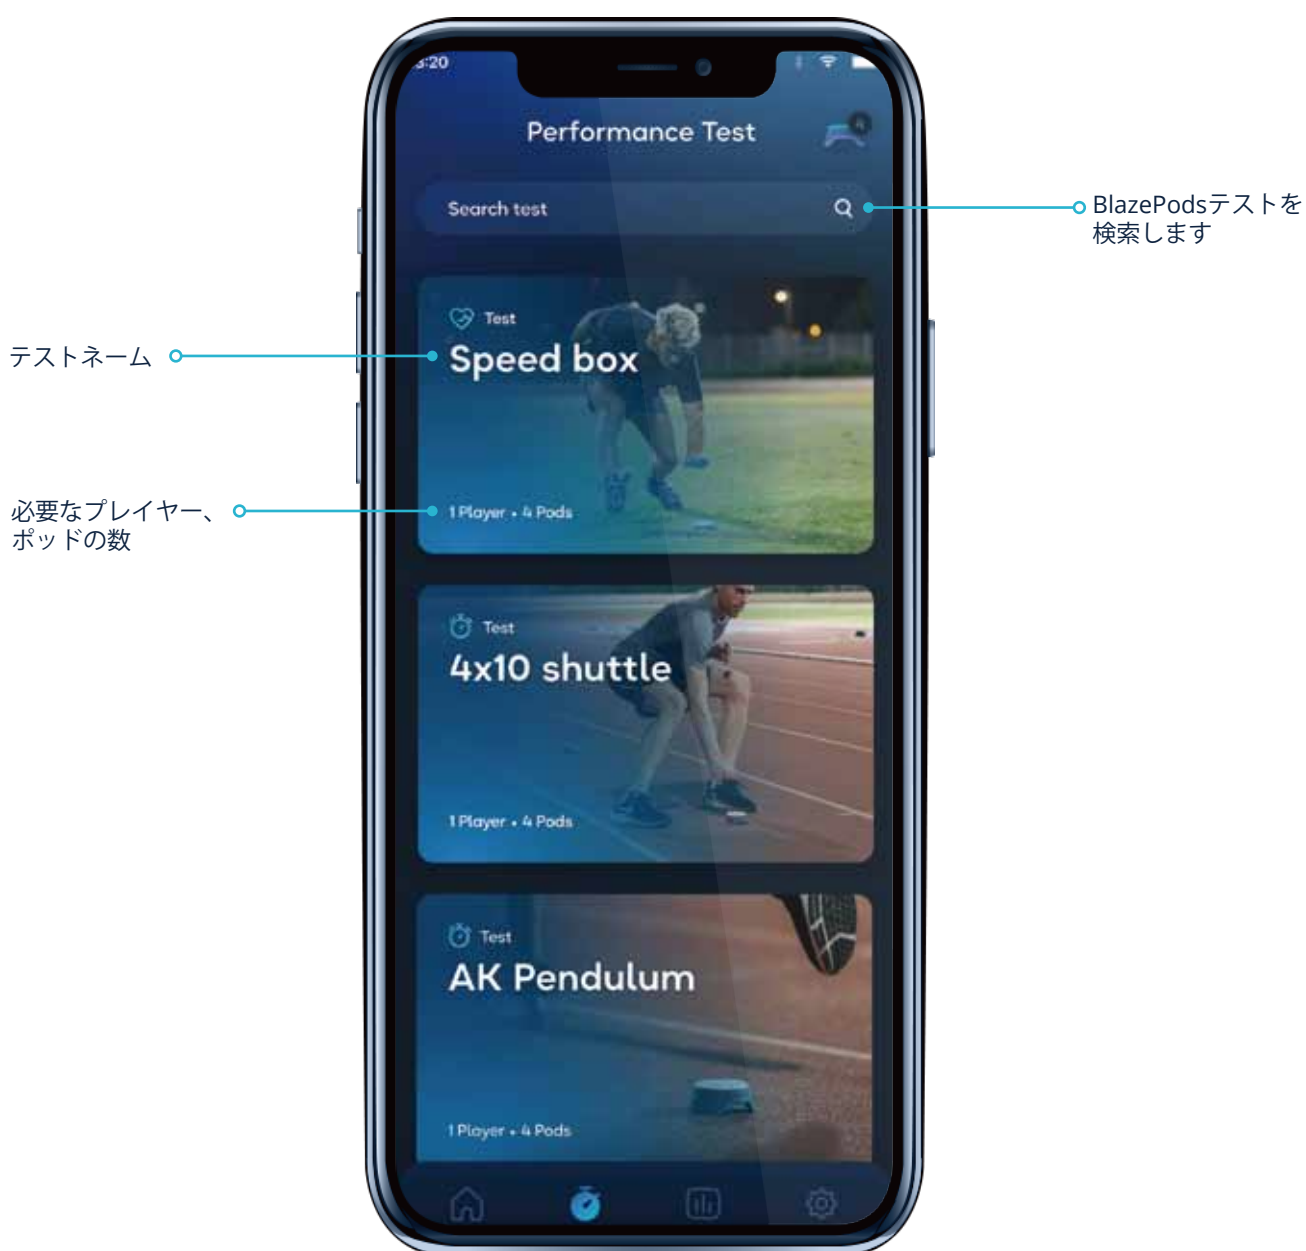 3:20
Performance Test
Search test
BlazePodsテストを
検索します
Test
テストネーム
Speed box
必要なプレイヤー、
ポッドの数
1 Player • 4 Pods
Test
4x10 shuttle
1 Player • 4 Pods
Test
AK Pendulum
1 Player • 4 Pods